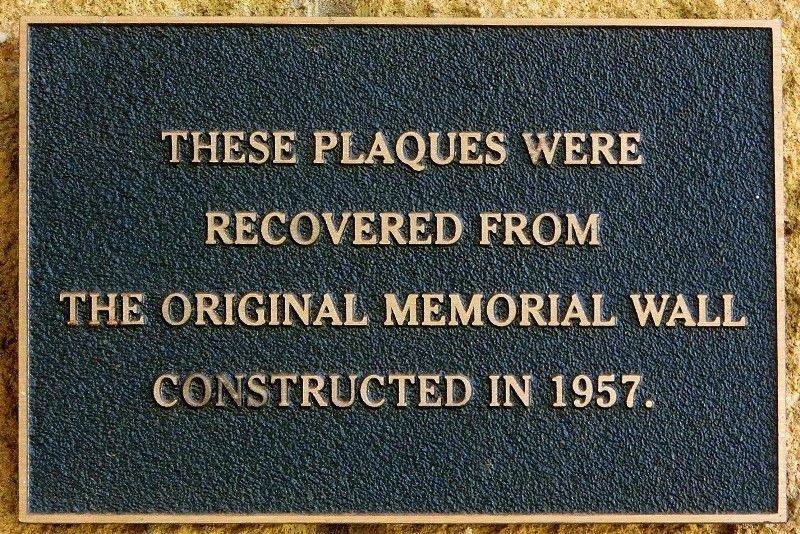 THESE PLAQUES WERE
RECOVERED FROM
THE ORIGINAL MEMORIAL WALL
CONSTRUCTED IN 1957.